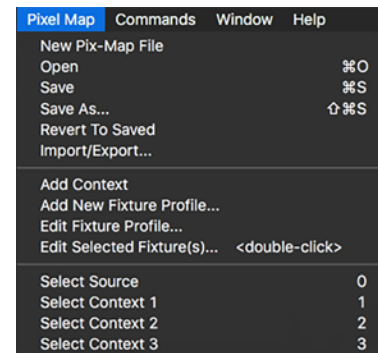 Pixel Map Commands Window Help
New Pix-Map File
Open ⌘O
Save ⌘S
Save As... ⇧⌘S
Revert To Saved
Import/Export...
Add Context
Add New Fixture Profile...
Edit Fixture Profile...
Edit Selected Fixture(s)... <double-click>
Select Source 0
Select Context 1 1
Select Context 2 2
Select Context 3 3